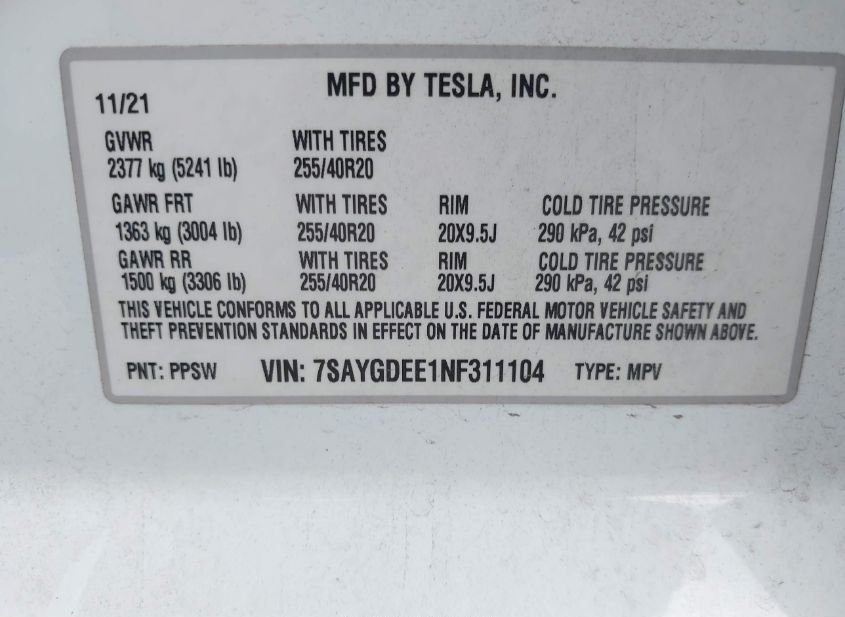 MFD BY TESLA, INC.
11/21
GVWR WITH TIRES
2377 kg (5241 lb) 255/40R20
GAWR FRT WITH TIRES RIM COLD TIRE PRESSURE
1363 kg (3004 lb) 255/40R20 20X9.5J 290 kPa, 42 psi
GAWR RR WITH TIRES RIM COLD TIRE PRESSURE
1500 kg (3306 lb) 255/40R20 20X9.5J 290 kPa, 42 psi
THIS VEHICLE CONFORMS TO ALL APPLICABLE U.S. FEDERAL MOTOR VEHICLE SAFETY AND
THEFT PREVENTION STANDARDS IN EFFECT ON THE DATE OF MANUFACTURE SHOWN ABOVE.
PNT: PPSW VIN: 7SAYGDEE1NF311104 TYPE: MPV